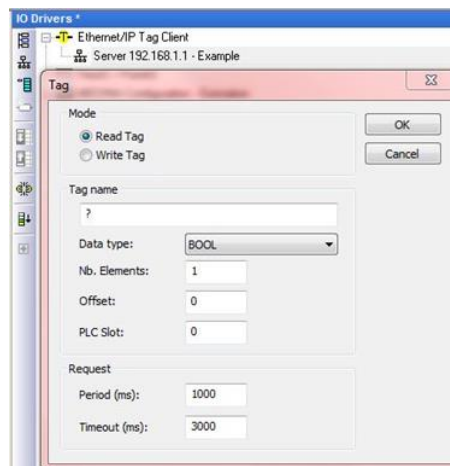 IO Drivers *
-T- Ethernet/IP Tag Client
Server 192.168.1.1 - Example
Tag
Mode
Read Tag
Write Tag
OK
Cancel
Tag name
?
Data type: BOOL
Nb. Elements: 1
Offset: 0
PLC Slot: 0
Request
Period (ms): 1000
Timeout (ms): 3000